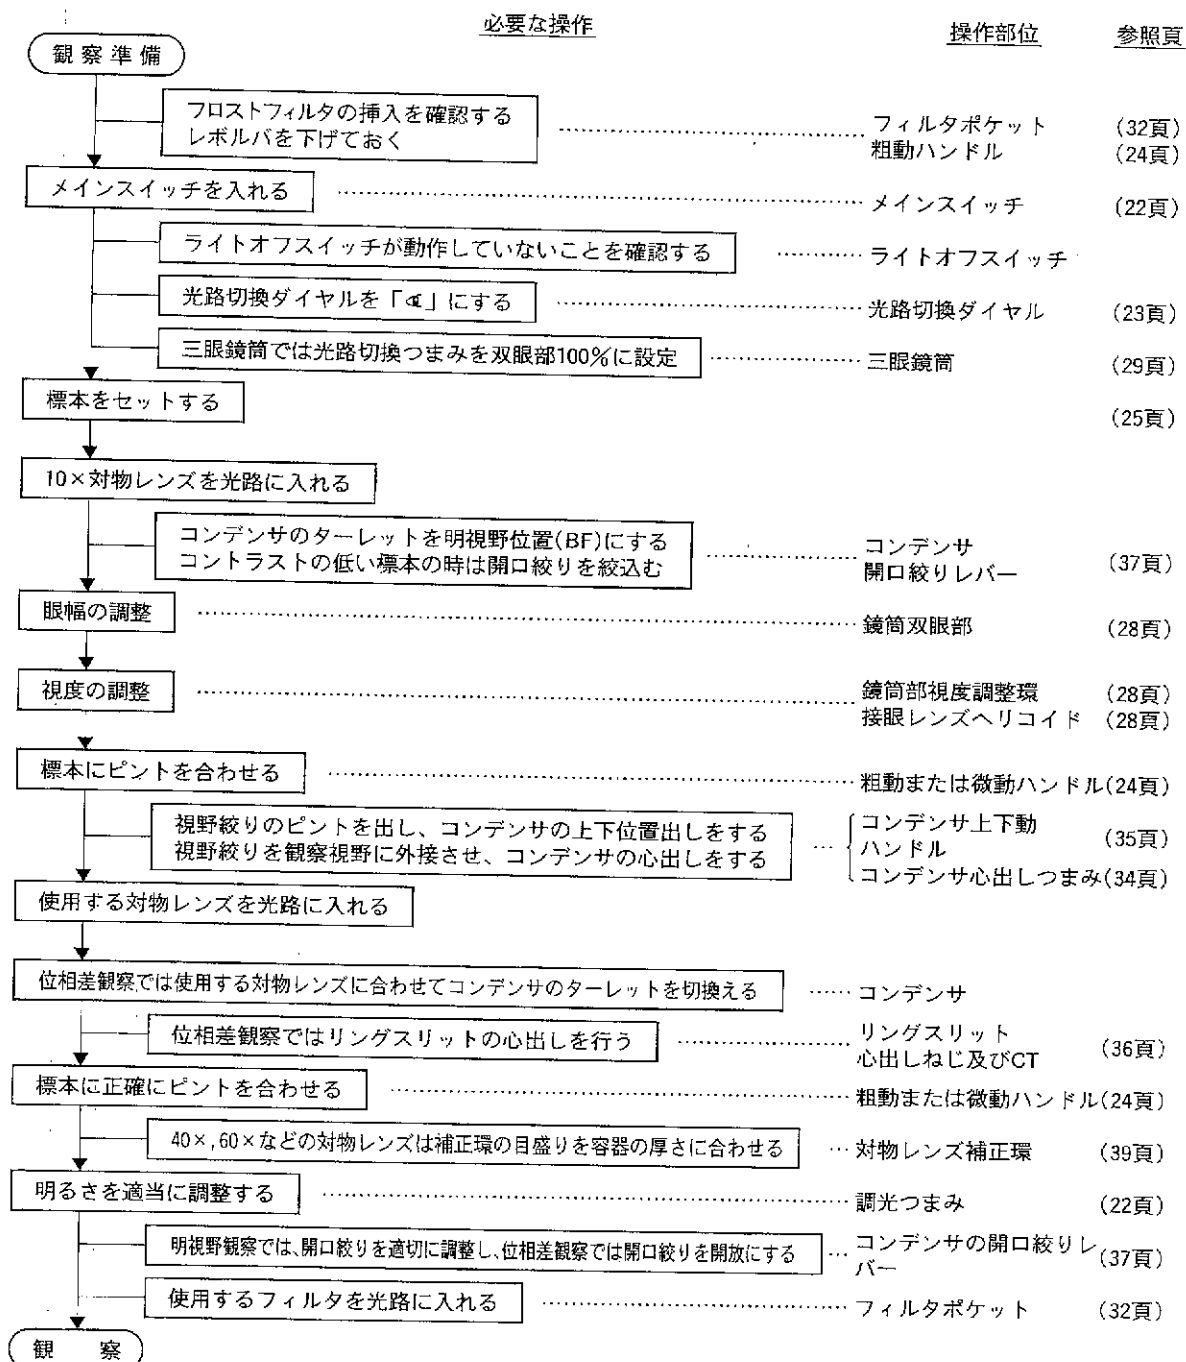 必要な操作 操作部位 参照頁
観察準備
フロストフィルタの挿入を確認する
レボルバを下げておく
フィルタポケット (32頁)
粗動ハンドル (24頁)
メインスイッチを入れる メインスイッチ (22頁)
ライトオフスイッチが動作していないことを確認する ライトオフスイッチ
光路切換ダイヤルを「」にする 光路切換ダイヤル (23頁)
三眼鏡筒では光路切換つまみを双眼部100%に設定 三眼鏡筒 (29頁)
標本をセットする (25頁)
10×対物レンズを光路に入れる
コンデンサのターレットを明視野位置(BF)にする
コントラストの低い標本の時は開口絞りを絞込む
コンデンサ
開口絞りレバー (37頁)
眼幅の調整 鏡筒双眼部 (28頁)
視度の調整 鏡筒部視度調整環 (28頁)
接眼レンズヘリコイド (28頁)
標本にピントを合わせる 粗動または微動ハンドル(24頁)
視野絞りのピントを出し、コンデンサの上下位置出しをする
視野絞りを観察視野に外接させ、コンデンサの心出しをする
コンデンサ上下動
ハンドル (35頁)
コンデンサ心出しつまみ(34頁)
使用する対物レンズを光路に入れる
位相差観察では使用する対物レンズに合わせてコンデンサのターレットを切換える コンデンサ
位相差観察ではリングスリットの心出しを行う
リングスリット
心出しねじ及びCT (36頁)
標本に正確にピントを合わせる 粗動または微動ハンドル(24頁)
40×,60×などの対物レンズは補正環の目盛りを容器の厚さに合わせる 対物レンズ補正環 (39頁)
明るさを適当に調整する 調光つまみ (22頁)
明視野観察では、開口絞りを適切に調整し、位相差観察では開口絞りを開放にする
コンデンサの開口絞りレ
バー (37頁)
使用するフィルタを光路に入れる フィルタポケット (32頁)
観 察